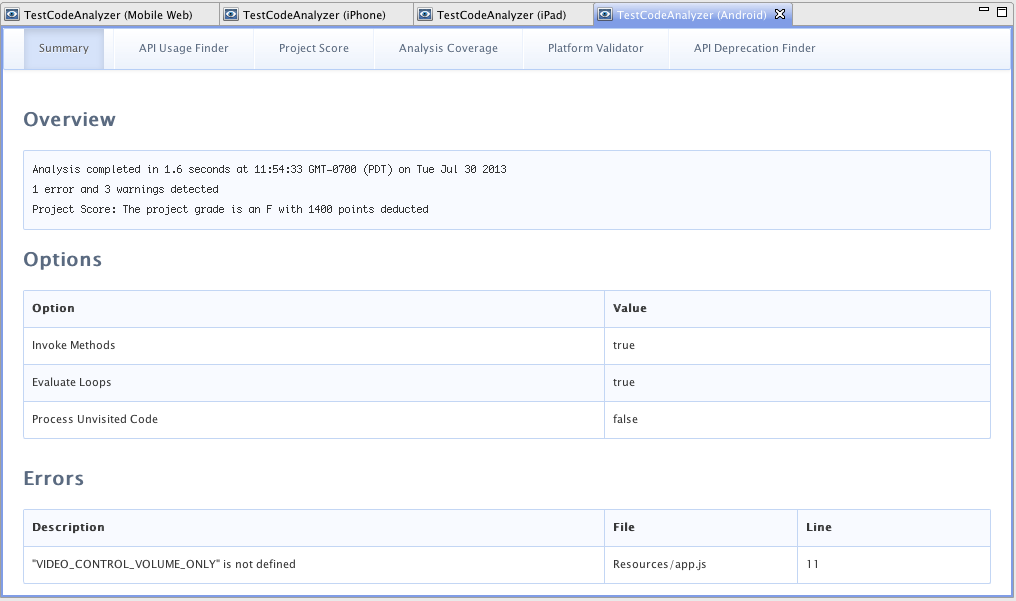 TestCodeAnalyzer (Mobile Web) TestCodeAnalyzer (iPhone) TestCodeAnalyzer (iPad) TestCodeAnalyzer (Android)
Summary API Usage Finder Project Score Analysis Coverage Platform Validator API Deprecation Finder
Overview
Analysis completed in 1.6 seconds at 11:54:33 GMT-0700 (PDT) on Tue Jul 30 2013
1 error and 3 warnings detected
Project Score: The project grade is an F with 1400 points deducted
Options
Option Value
Invoke Methods true
Evaluate Loops true
Process Unvisited Code false
Errors
Description File Line
"VIDEO_CONTROL_VOLUME_ONLY" is not defined Resources/app.js 11